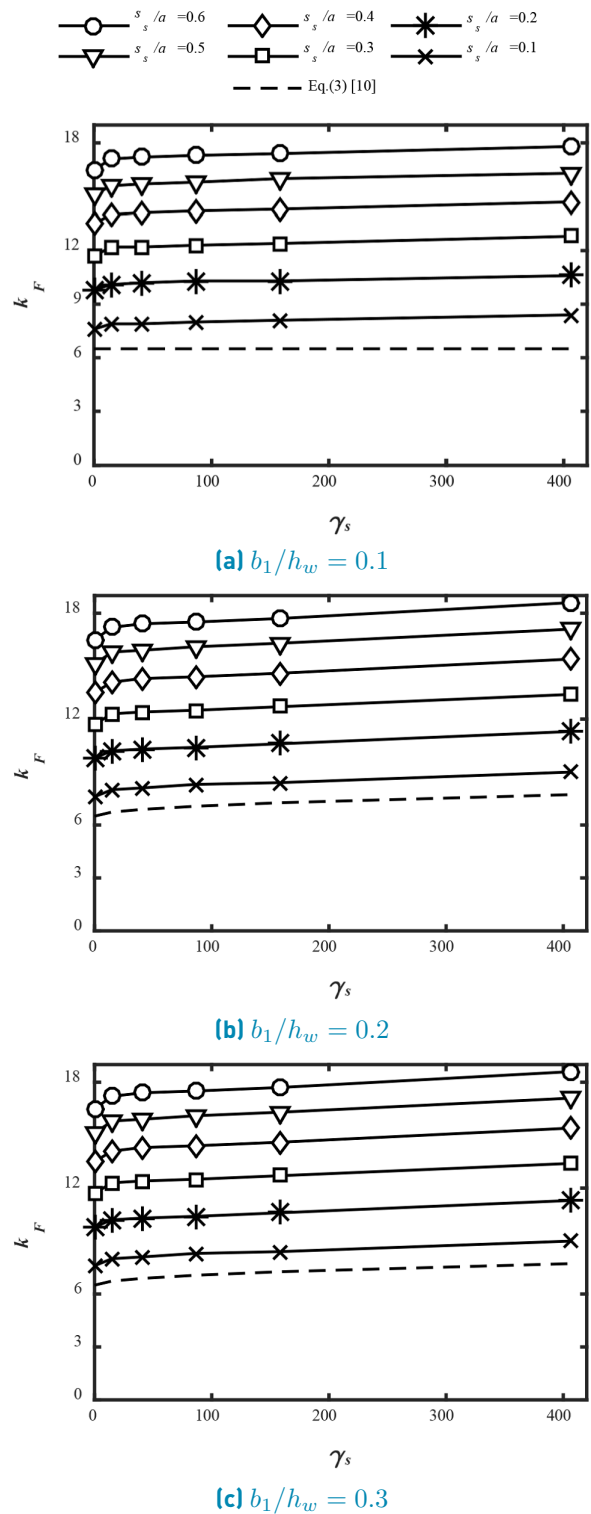 s_s/a =0.6 s_s/a =0.4 s_s/a =0.2
s_s/a =0.5 s_s/a =0.3 s_s/a =0.1
Eq.(3) [10]
18
12
9
6
3
0
k_F
0 100 200 300 400
γ_s
(a) b_1/h_w = 0.1
18
12
6
3
0
k_F
0 100 200 300 400
γ_s
(b) b_1/h_w = 0.2
18
12
6
3
0
k_F
0 100 200 300 400
γ_s
(c) b_1/h_w = 0.3